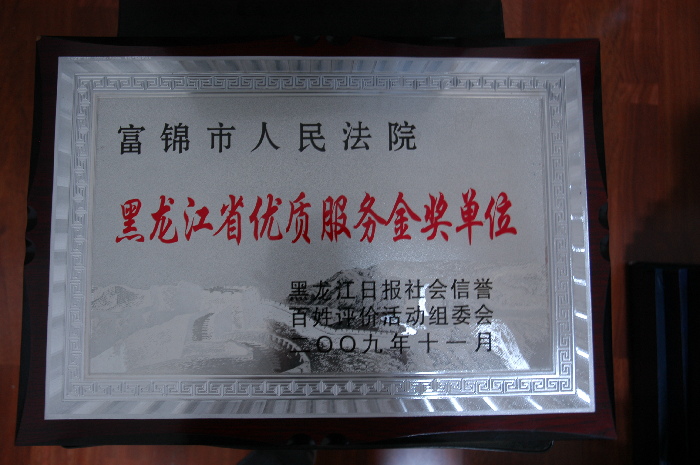 富锦市人民法院
黑龙江省优质服务金奖单位
黑龙江日报社会信誉
百姓评价活动组委会
二〇〇九年十一月